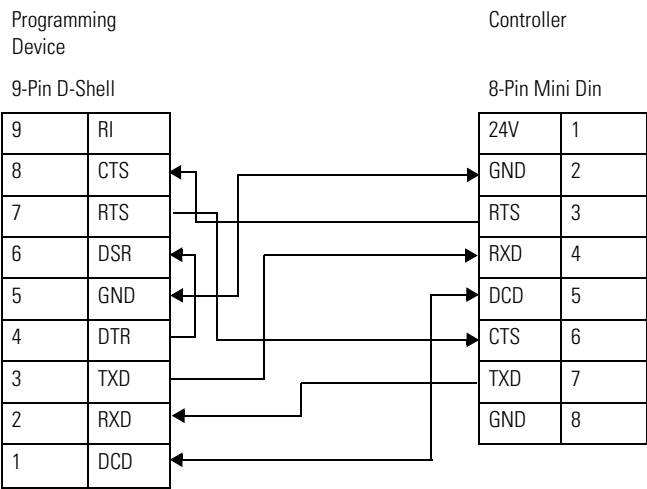 Programming
Device
Controller
9-Pin D-Shell
8-Pin Mini Din
9 RI
8 CTS
7 RTS
6 DSR
5 GND
4 DTR
3 TXD
2 RXD
1 DCD
24V 1
GND 2
RTS 3
RXD 4
DCD 5
CTS 6
TXD 7
GND 8